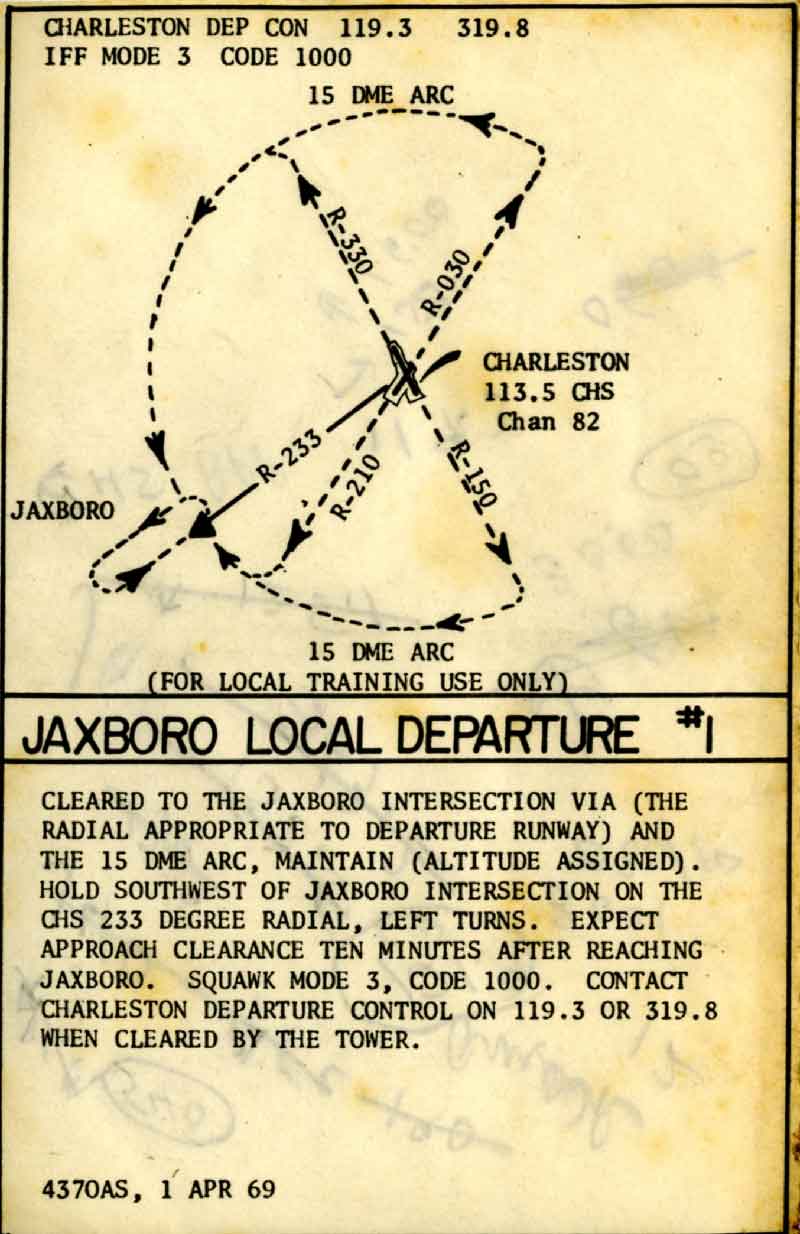 CHARLESTON DEP CON 119.3 319.8
IFF MODE 3 CODE 1000
15 DME ARC
R-330
R-030
CHARLESTON
113.5 CHS
Chan 82
R-233
R-210
R-150
JAXBORO
15 DME ARC
(FOR LOCAL TRAINING USE ONLY)
JAXBORO LOCAL DEPARTURE #1
CLEARED TO THE JAXBORO INTERSECTION VIA (THE
RADIAL APPROPRIATE TO DEPARTURE RUNWAY) AND
THE 15 DME ARC, MAINTAIN (ALTITUDE ASSIGNED).
HOLD SOUTHWEST OF JAXBORO INTERSECTION ON THE
CHS 233 DEGREE RADIAL, LEFT TURNS. EXPECT
APPROACH CLEARANCE TEN MINUTES AFTER REACHING
JAXBORO. SQUAWK MODE 3, CODE 1000. CONTACT
CHARLESTON DEPARTURE CONTROL ON 119.3 OR 319.8
WHEN CLEARED BY THE TOWER.
437OAS, 1 APR 69